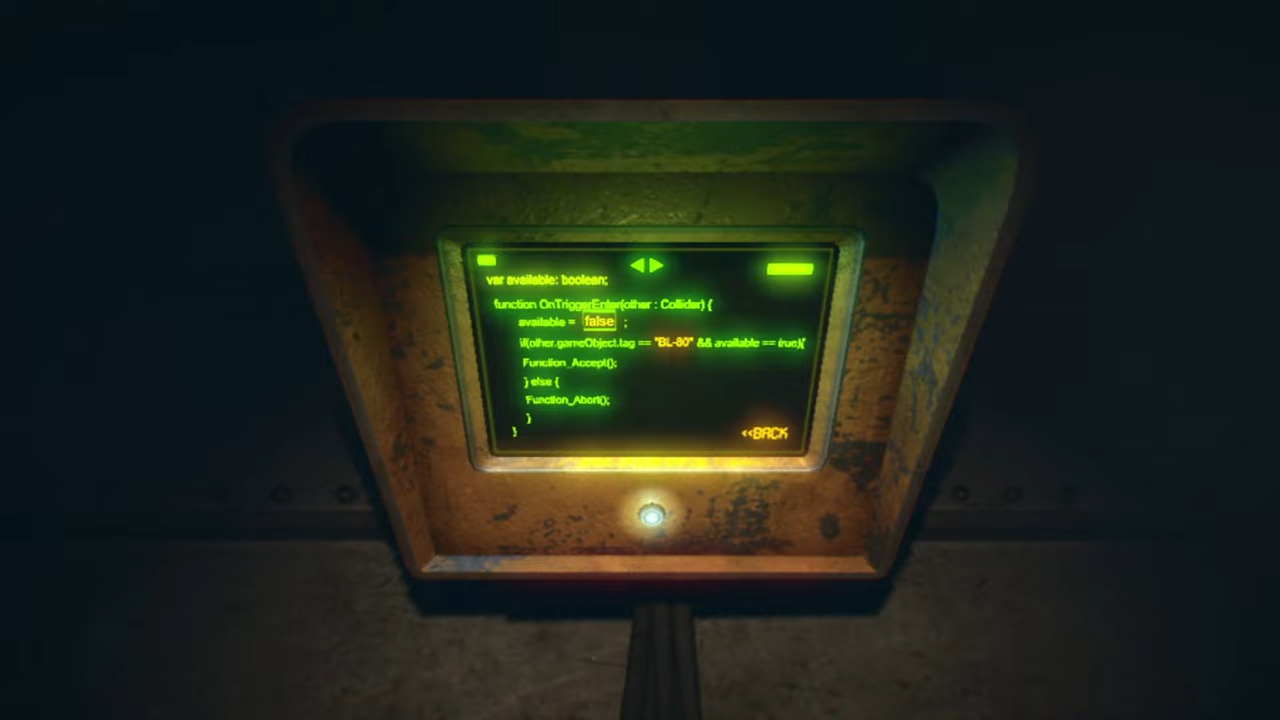 var available: boolean;
function OnTriggerEnter(other : Collider) {
available = false ;
if(other.gameObject.tag == "BL-80" && available == true){
Function_Accept();
} else {
Function_Abort();
}
}
<<BACK